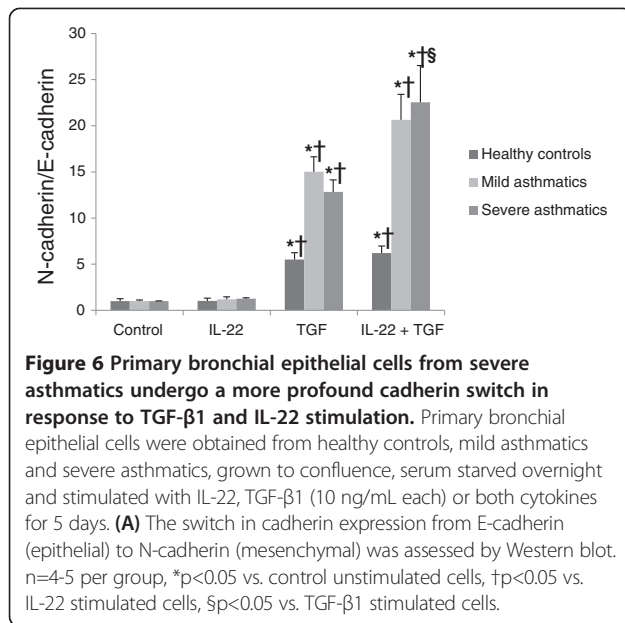 30
25
20
15
10
5
0
N-cadherin/E-cadherin
*†
*†
*†
*†
*†
*†§
Healthy controls
Mild asthmatics
Severe asthmatics
Control
IL-22
TGF
IL-22 + TGF
Figure 6 Primary bronchial epithelial cells from severe
asthmatics undergo a more profound cadherin switch in
response to TGF-β1 and IL-22 stimulation. Primary bronchial
epithelial cells were obtained from healthy controls, mild asthmatics
and severe asthmatics, grown to confluence, serum starved overnight
and stimulated with IL-22, TGF-β1 (10 ng/mL each) or both cytokines
for 5 days. (A) The switch in cadherin expression from E-cadherin
(epithelial) to N-cadherin (mesenchymal) was assessed by Western blot.
n=4-5 per group, *p<0.05 vs. control unstimulated cells, †p<0.05 vs.
IL-22 stimulated cells, §p<0.05 vs. TGF-β1 stimulated cells.